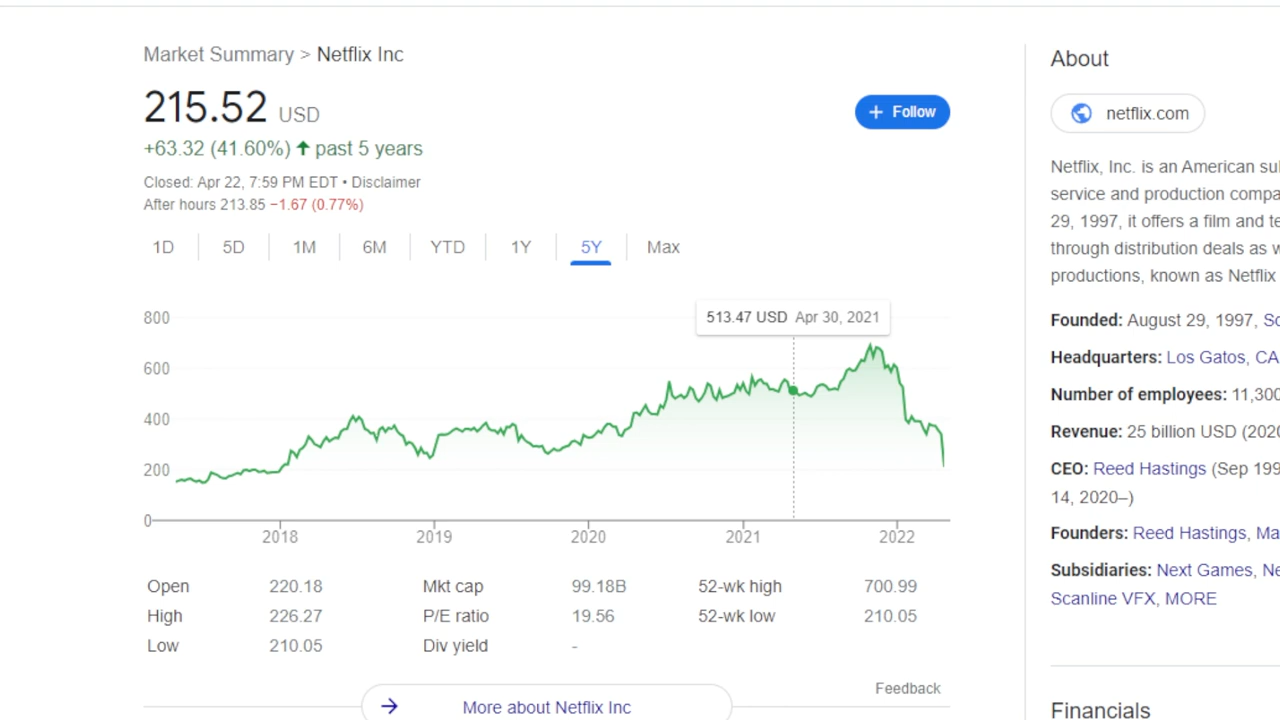 Market Summary > Netflix Inc
215.52 USD
+ Follow
+63.32 (41.60%) ↑ past 5 years
Closed: Apr 22, 7:59 PM EDT • Disclaimer
After hours 213.85 −1.67 (0.77%)
1D 5D 1M 6M YTD 1Y 5Y Max
513.47 USD Apr 30, 2021
800
600
400
200
0
2018 2019 2020 2021 2022
Open 220.18 Mkt cap 99.18B 52-wk high 700.99
High 226.27 P/E ratio 19.56 52-wk low 210.05
Low 210.05 Div yield -
Feedback
→ More about Netflix Inc
About
netflix.com
Netflix, Inc. is an American
service and production
29, 1997, it offers a film and
through distribution deals as
productions, known as Netflix
Founded: August 29, 1997,
Headquarters: Los Gatos, CA
Number of employees: 11,300
Revenue: 25 billion USD (2020
CEO: Reed Hastings (Sep
14, 2020–)
Founders: Reed Hastings,
Subsidiaries: Next Games,
Scanline VFX, MORE
Financials